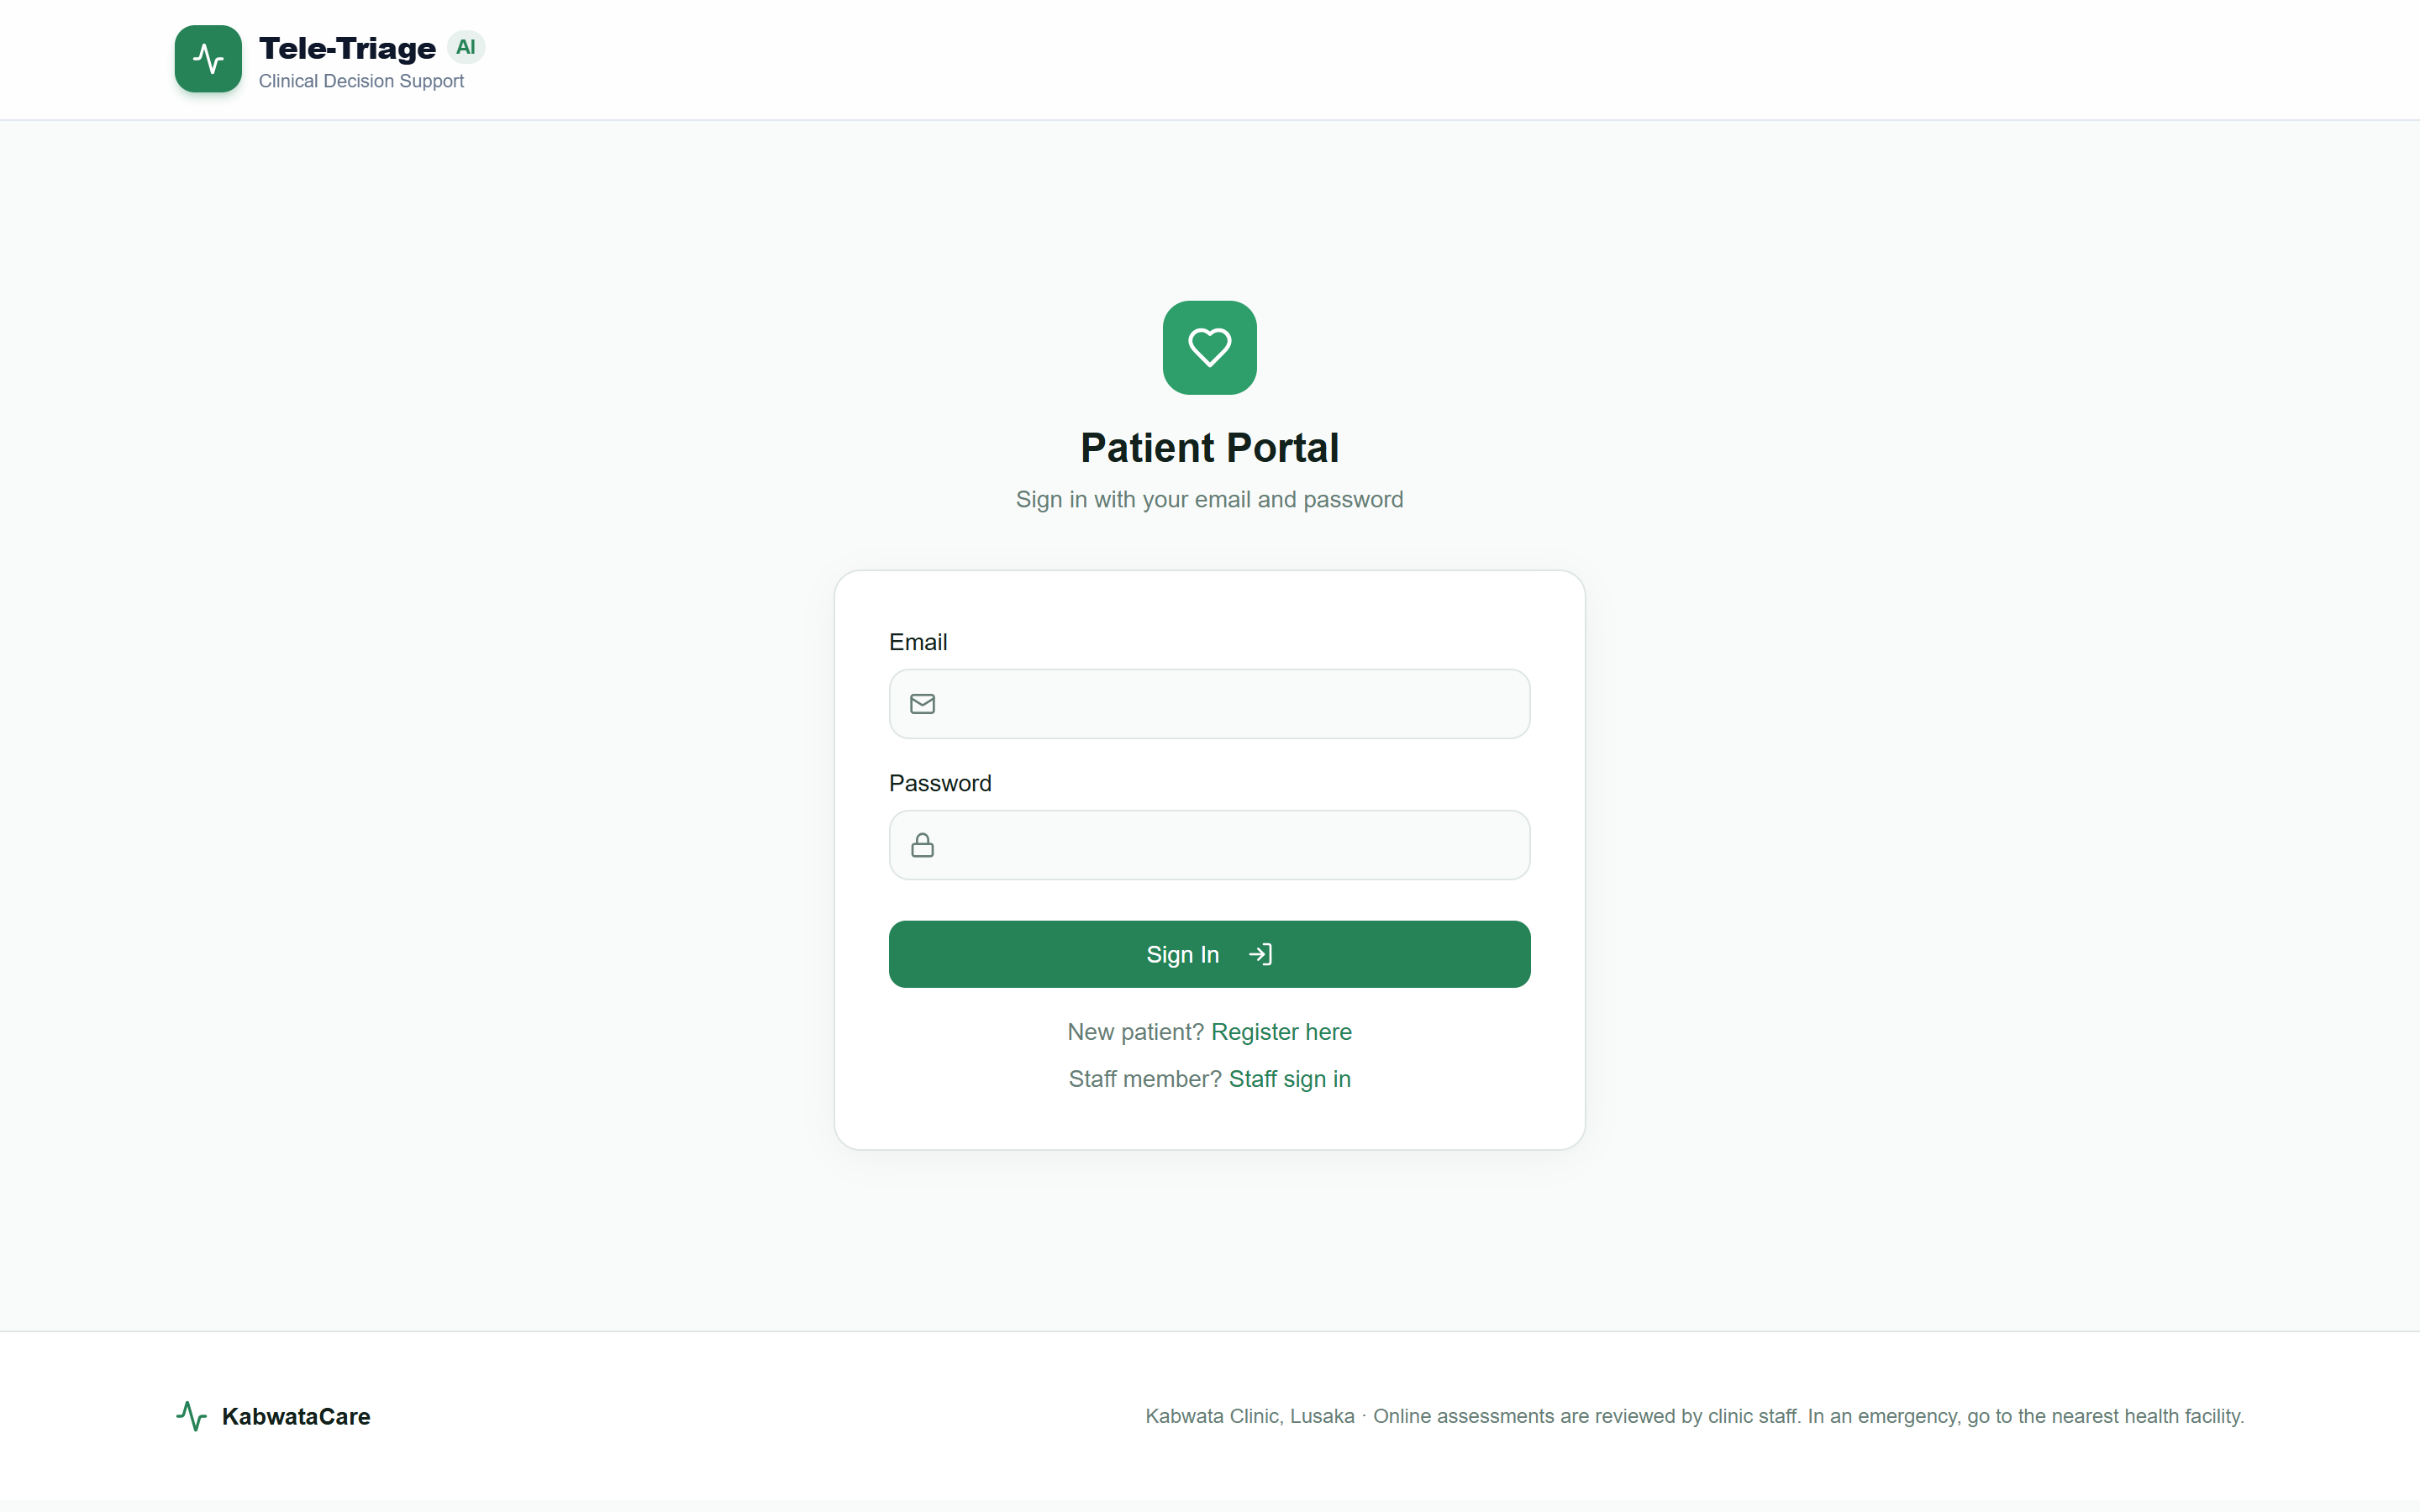 Tele-Triage AI
Clinical Decision Support
Patient Portal
Sign in with your email and password
Email
Password
Sign In
New patient? Register here
Staff member? Staff sign in
KabwataCare
Kabwata Clinic, Lusaka · Online assessments are reviewed by clinic staff. In an emergency, go to the nearest health facility.